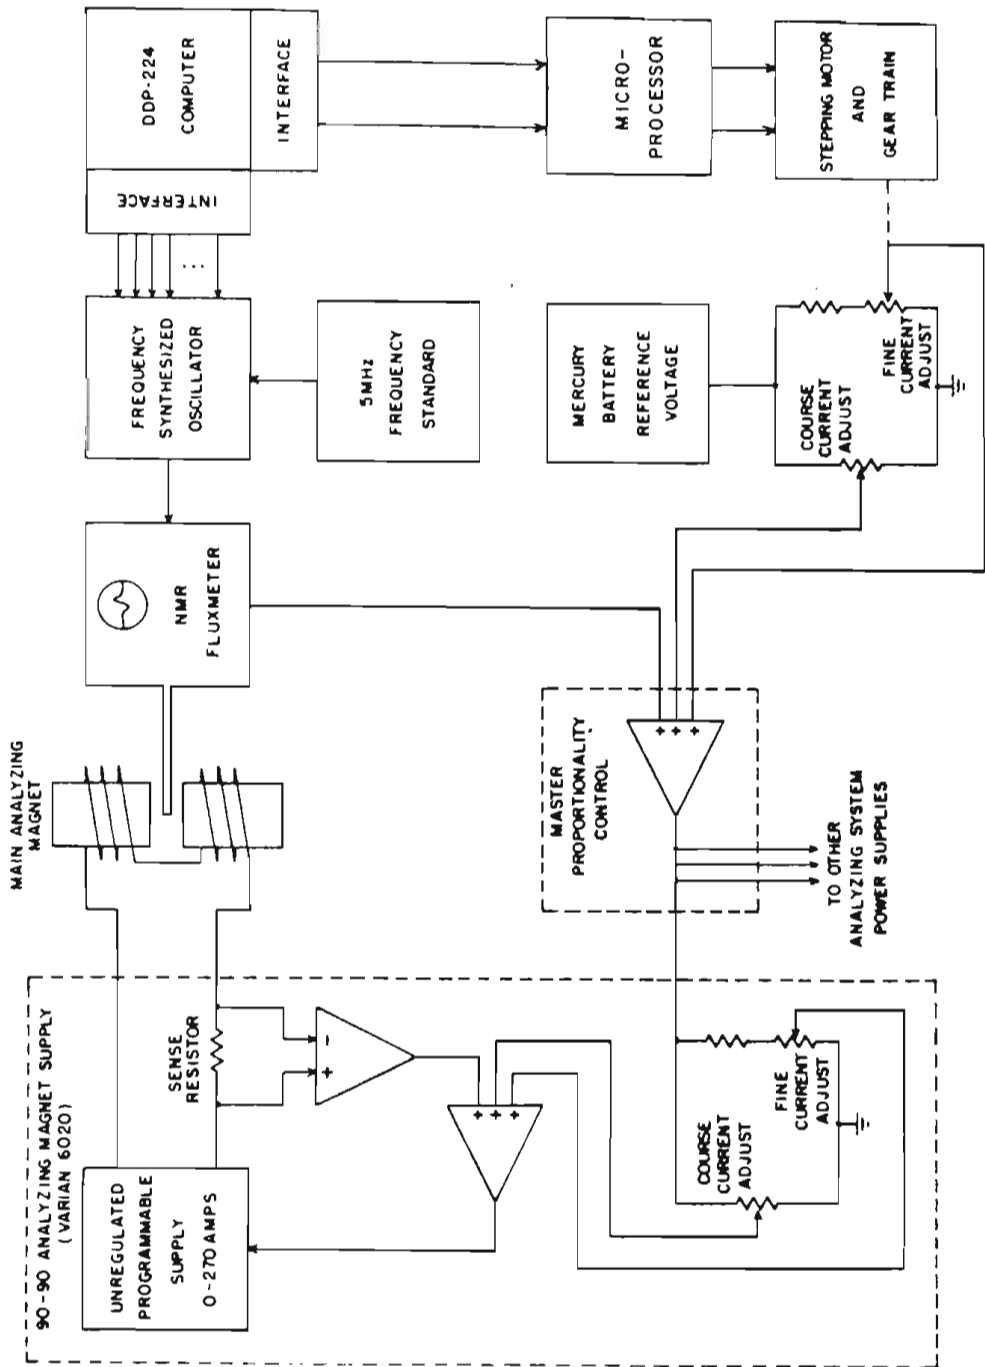 90-90 ANALYZING MAGNET SUPPLY
(VARIAN 6020)
UNREGULATED
PROGRAMMABLE
SUPPLY
0-270 AMPS
SENSE
RESISTOR
-
+
+
+
+
COURSE
CURRENT
ADJUST
FINE
CURRENT
ADJUST
MAIN ANALYZING
MAGNET
NMR
FLUXMETER
MASTER
PROPORTIONALITY
CONTROL
+
+
+
TO OTHER
ANALYZING SYSTEM
POWER SUPPLIES
FREQUENCY
SYNTHESIZED
OSCILLATOR
5MHz
FREQUENCY
STANDARD
MERCURY
BATTERY
REFERENCE
VOLTAGE
COURSE
CURRENT
ADJUST
FINE
CURRENT
ADJUST
INTERFACE
DDP-224
COMPUTER
INTERFACE
MICRO-
PROCESSOR
STEPPING MOTOR
AND
GEAR TRAIN